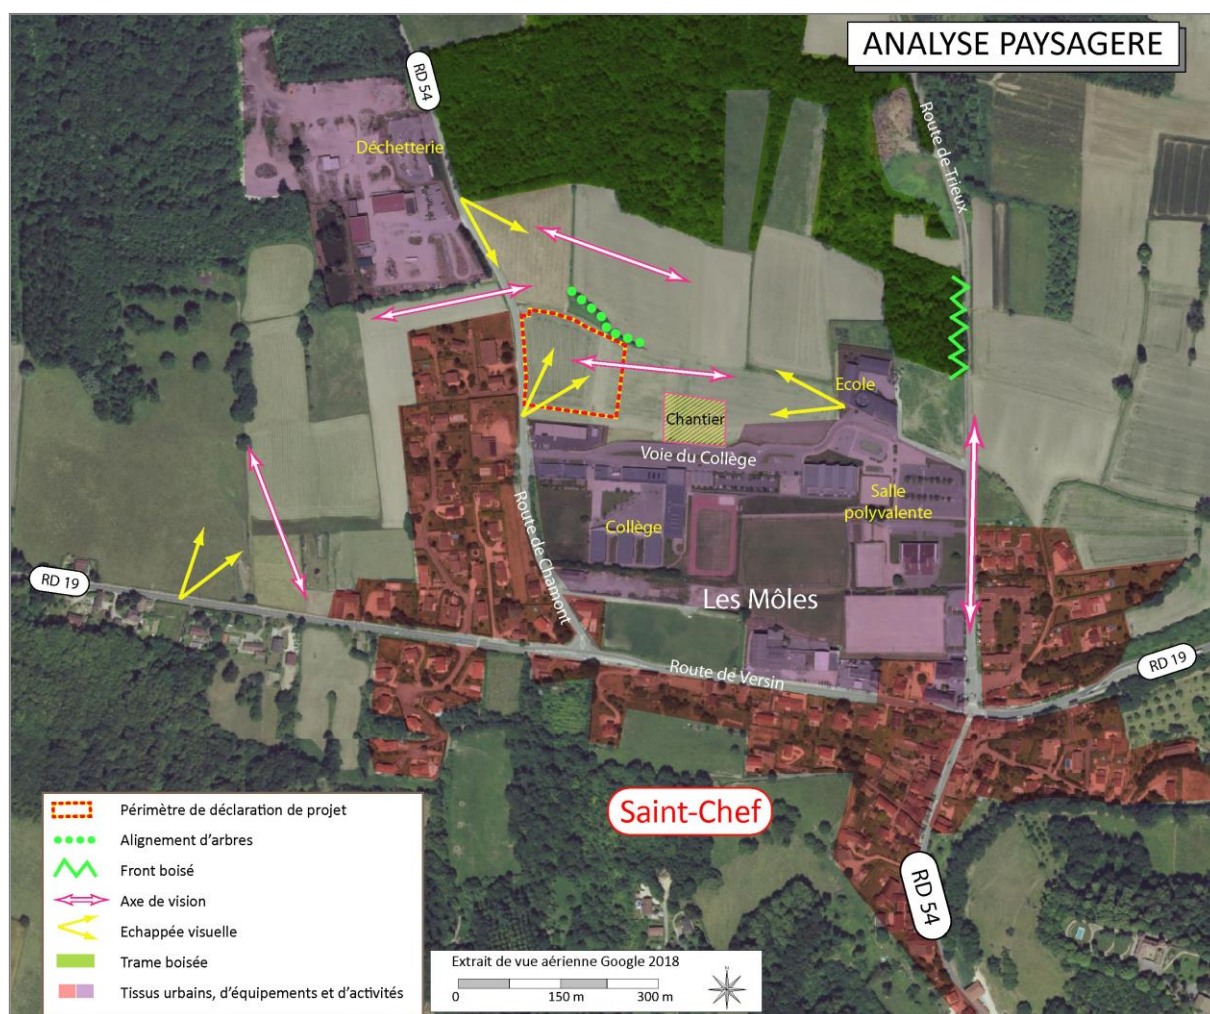 ANALYSE PAYSAGERE
RD 54
Déchetterie
Route de Trieux
Ecole
Chantier
Voie du Collège
Salle
polyvalente
Collège
Route de Chamont
RD 19
Les Môles
Route de Versin
RD 19
Saint-Chef
RD 54
Périmètre de déclaration de projet
Alignement d'arbres
Front boisé
Axe de vision
Echappée visuelle
Trame boisée
Tissus urbains, d'équipements et d'activités
Extrait de vue aérienne Google 2018
0 150 m 300 m
N